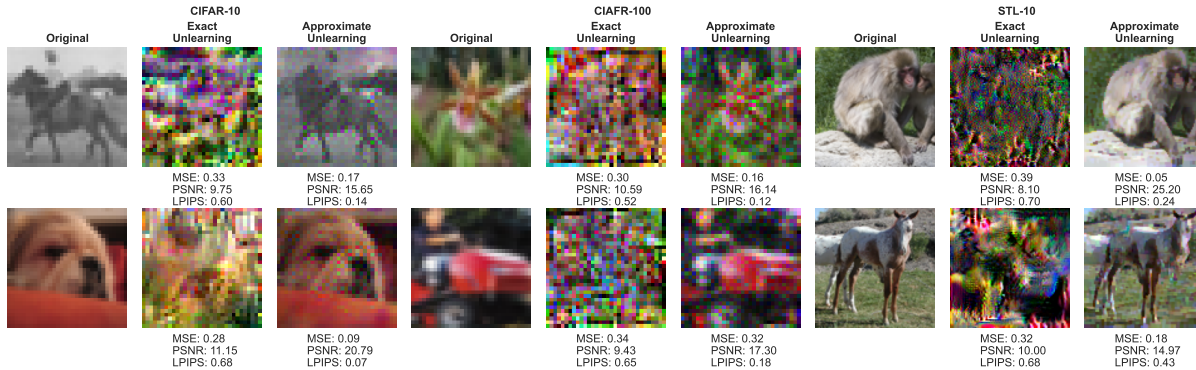 CIFAR-10
CIAFR-100
STL-10
Original
Exact
Unlearning
Approximate
Unlearning
Original
Exact
Unlearning
Approximate
Unlearning
Original
Exact
Unlearning
Approximate
Unlearning
MSE: 0.33
PSNR: 9.75
LPIPS: 0.60
MSE: 0.17
PSNR: 15.65
LPIPS: 0.14
MSE: 0.30
PSNR: 10.59
LPIPS: 0.52
MSE: 0.16
PSNR: 16.14
LPIPS: 0.12
MSE: 0.39
PSNR: 8.10
LPIPS: 0.70
MSE: 0.05
PSNR: 25.20
LPIPS: 0.24
MSE: 0.28
PSNR: 11.15
LPIPS: 0.68
MSE: 0.09
PSNR: 20.79
LPIPS: 0.07
MSE: 0.34
PSNR: 9.43
LPIPS: 0.65
MSE: 0.32
PSNR: 17.30
LPIPS: 0.18
MSE: 0.32
PSNR: 10.00
LPIPS: 0.68
MSE: 0.18
PSNR: 14.97
LPIPS: 0.43